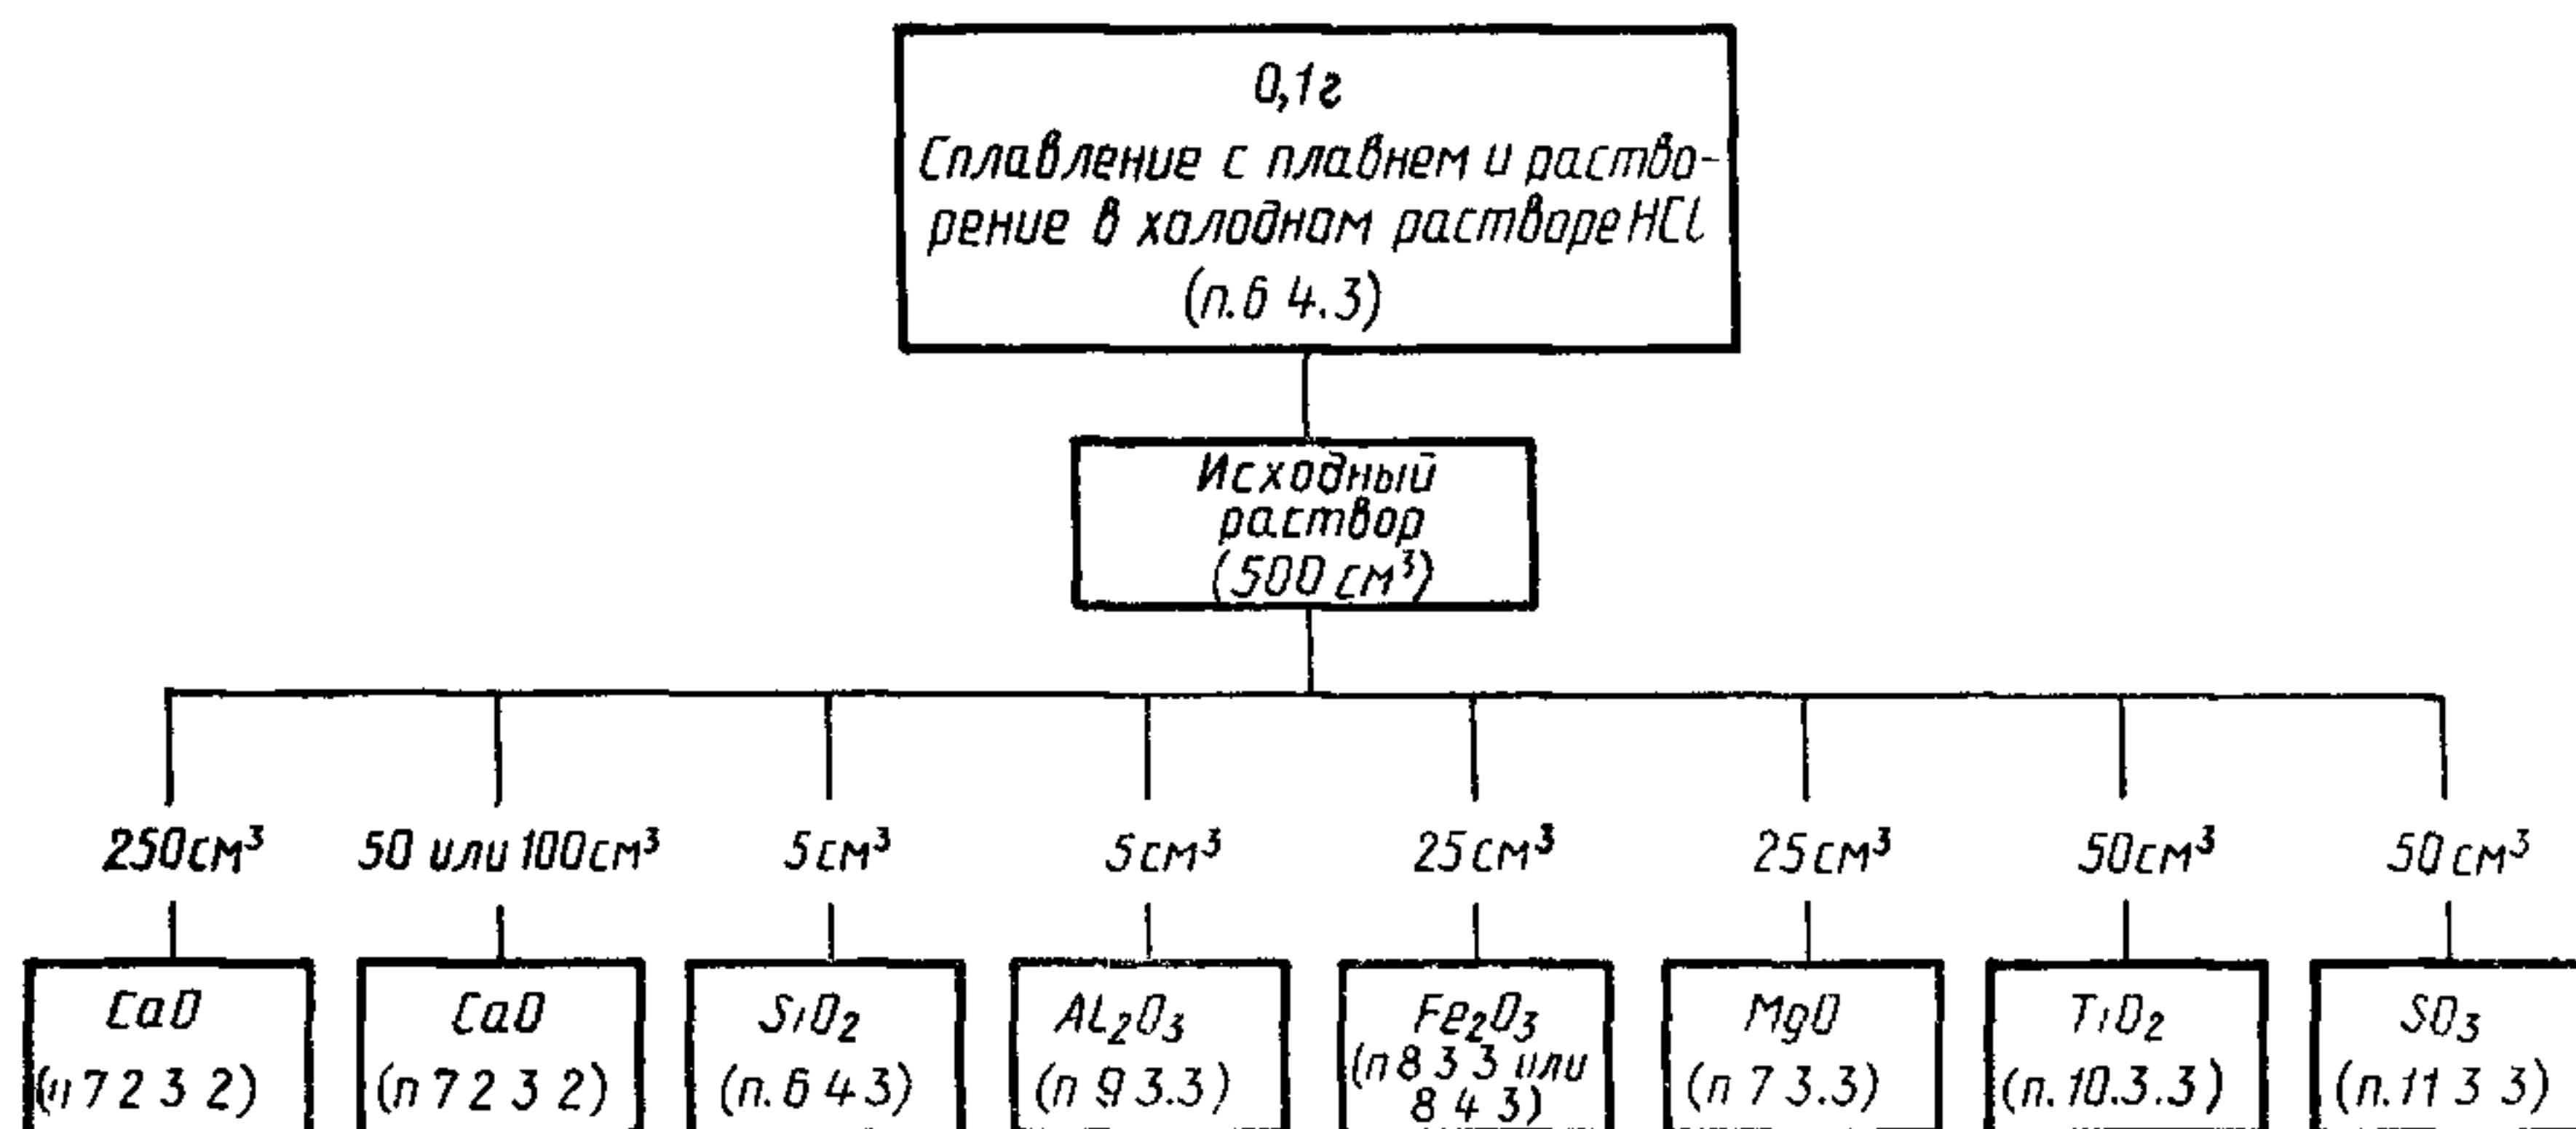 0,1г
Сплавление с плавнем и раство-
рение в холодном растворе HCl
(п.6 4.3)
Исходный
раствор
(500 см³)
250см³ 50 или 100см³ 5см³ 5см³ 25см³ 25см³ 50см³ 50см³
CaO CaO SiO₂ Al₂O₃ Fe₂O₃ MgO TiO₂ SO₃
(п 7 2 3 2) (п 7 2 3 2) (п.6 4 3) (п 9 3.3) (п 8 3 3 или (п 7 3.3) (п.10.3.3) (п.11 3 3)
8 4 3)